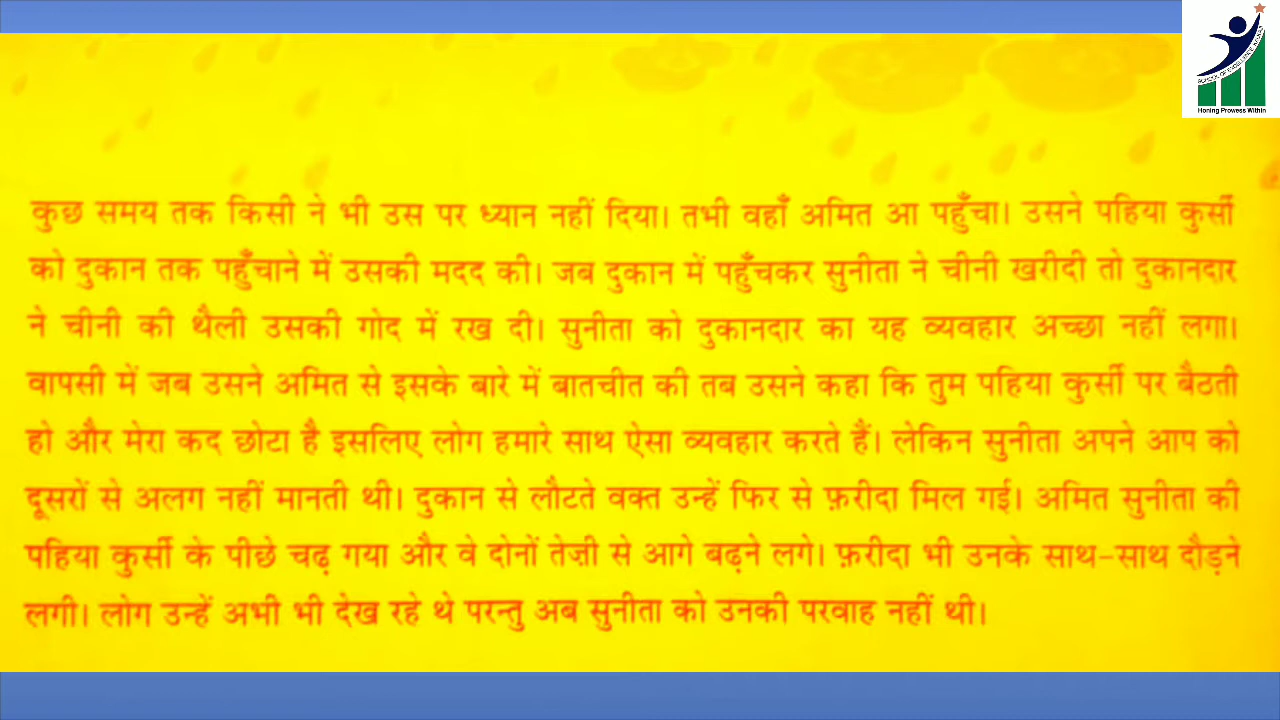 SCHOOL OF EXCELLENCE
Honing Prowess Within
कुछ समय तक किसी ने भी उस पर ध्यान नहीं दिया। तभी वहाँ अमित आ पहुँचा। उसने पहिया कुर्सी
को दुकान तक पहुँचाने में उसकी मदद की। जब दुकान में पहुँचकर सुनीता ने चीनी खरीदी तो दुकानदार
ने चीनी की थैली उसकी गोद में रख दी। सुनीता को दुकानदार का यह व्यवहार अच्छा नहीं लगा।
वापसी में जब उसने अमित से इसके बारे में बातचीत की तब उसने कहा कि तुम पहिया कुर्सी पर बैठती
हो और मेरा कद छोटा है इसलिए लोग हमारे साथ ऐसा व्यवहार करते हैं। लेकिन सुनीता अपने आप को
दूसरों से अलग नहीं मानती थी। दुकान से लौटते वक्त उन्हें फिर से फ़रीदा मिल गई। अमित सुनीता की
पहिया कुर्सी के पीछे चढ़ गया और वे दोनों तेज़ी से आगे बढ़ने लगे। फ़रीदा भी उनके साथ-साथ दौड़ने
लगी। लोग उन्हें अभी भी देख रहे थे परन्तु अब सुनीता को उनकी परवाह नहीं थी।